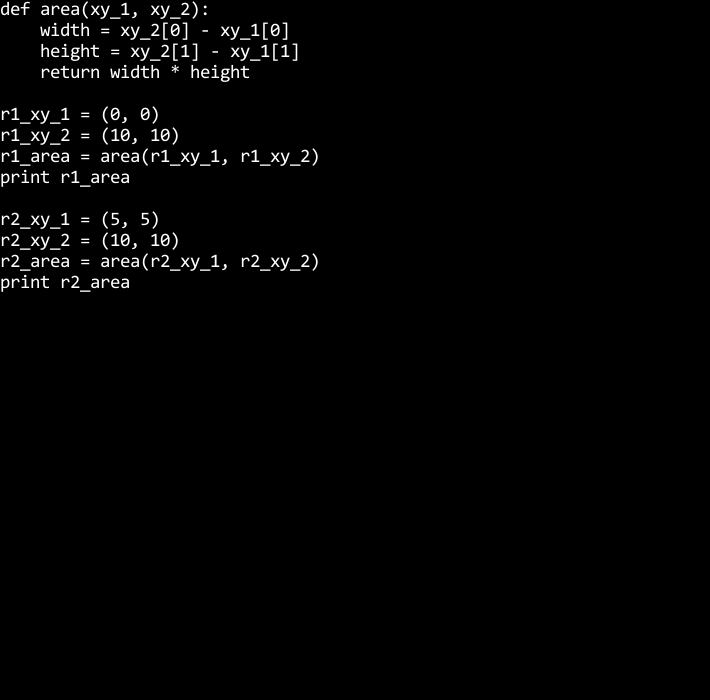 def area(xy_1, xy_2):
    width = xy_2[0] - xy_1[0]
    height = xy_2[1] - xy_1[1]
    return width * height

r1_xy_1 = (0, 0)
r1_xy_2 = (10, 10)
r1_area = area(r1_xy_1, r1_xy_2)
print r1_area

r2_xy_1 = (5, 5)
r2_xy_2 = (10, 10)
r2_area = area(r2_xy_1, r2_xy_2)
print r2_area